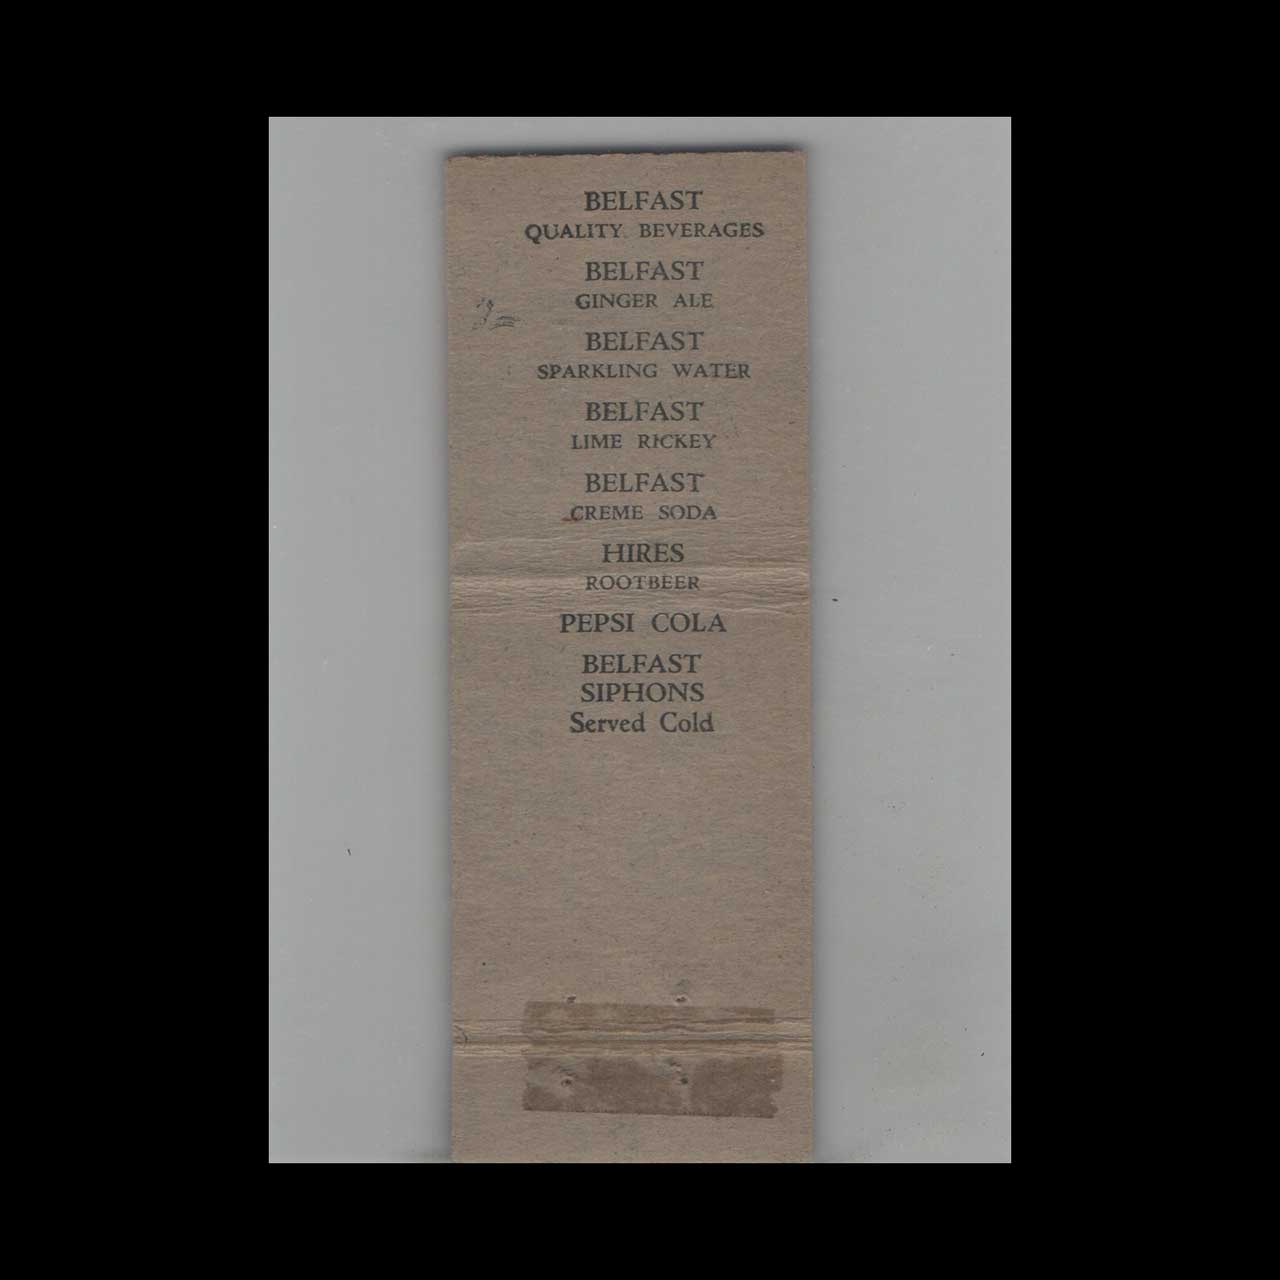 BELFAST
QUALITY BEVERAGES
BELFAST
GINGER ALE
BELFAST
SPARKLING WATER
BELFAST
LIME RICKEY
BELFAST
CREME SODA
HIRES
ROOTBEER
PEPSI COLA
BELFAST
SIPHONS
Served Cold